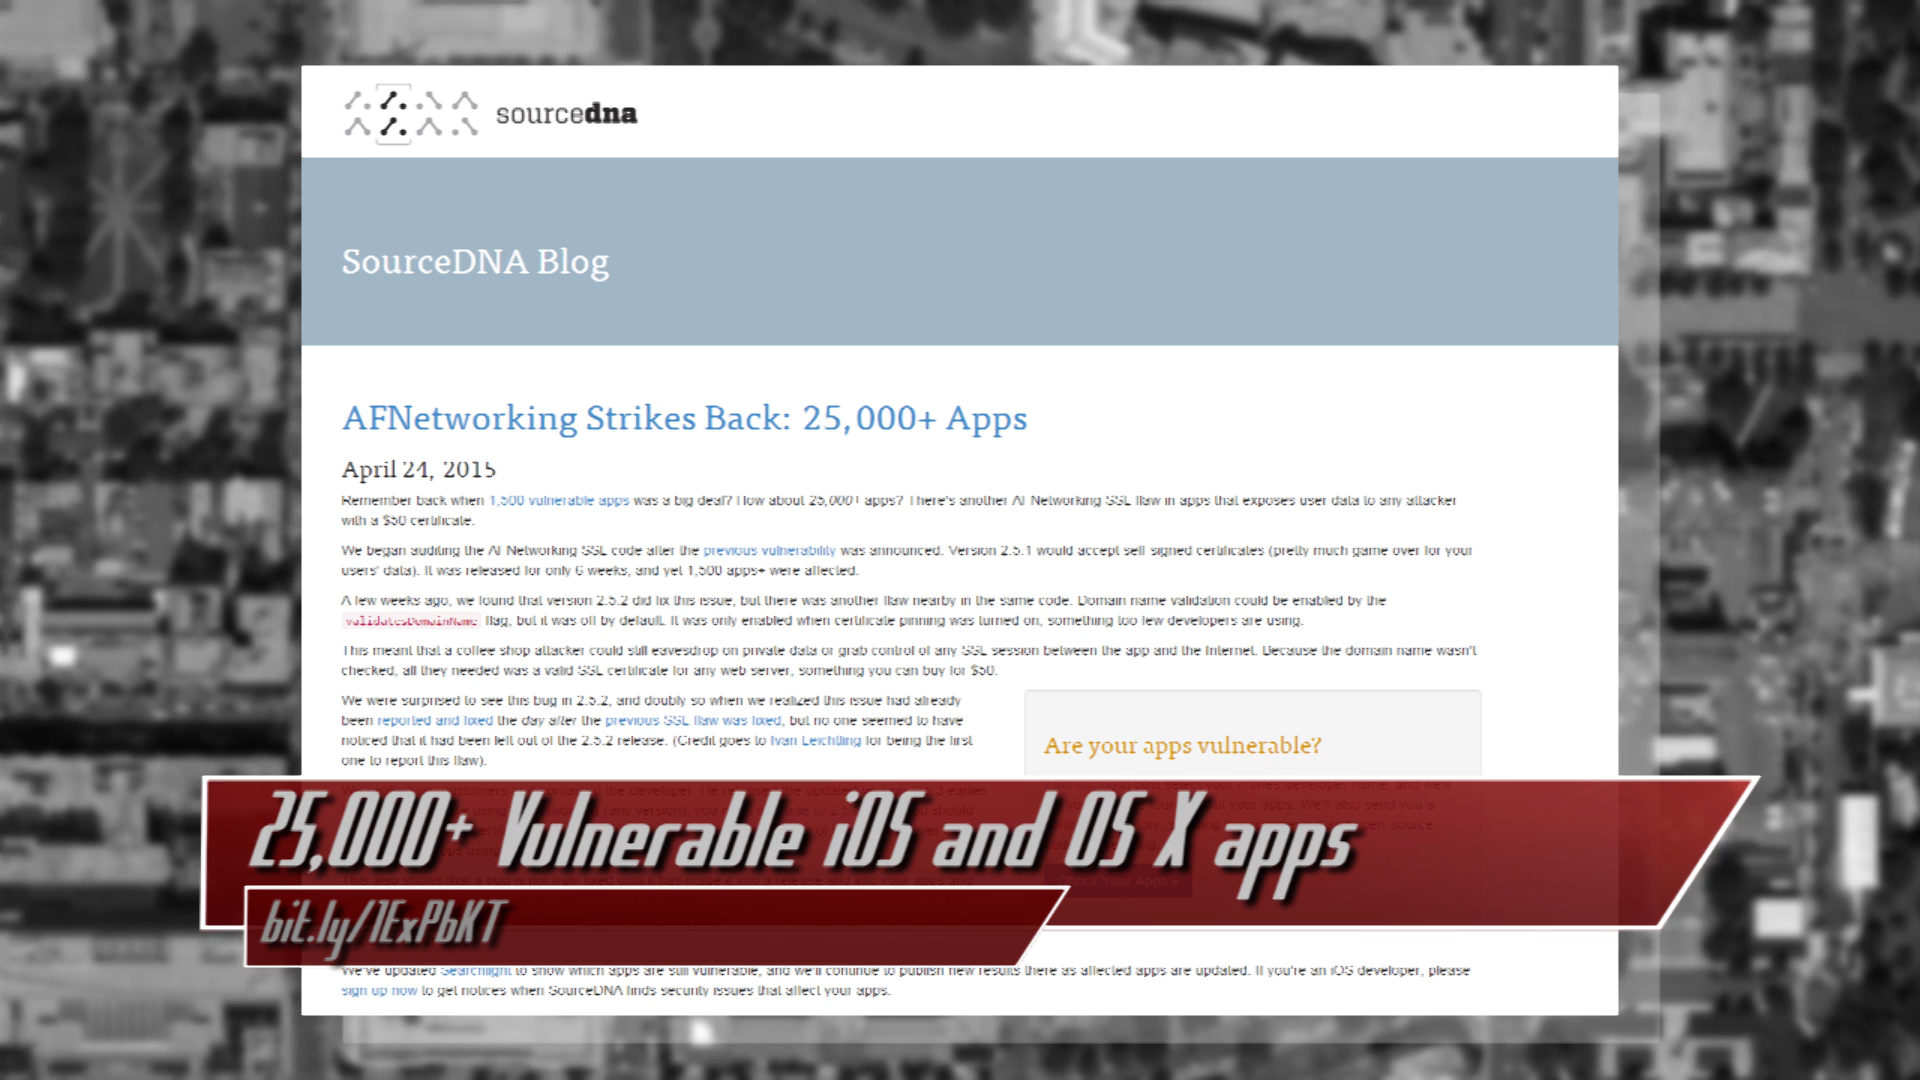 sourcedna
SourceDNA Blog
AFNetworking Strikes Back: 25,000+ Apps
April 24, 2015
Remember back when 1,500 vulnerable apps was a big deal? How about 25,000+ apps? There's another AFNetworking SSL flaw in apps that exposes user data to any attacker
with a $50 certificate.
We began auditing the AFNetworking SSL code after the previous vulnerability was announced. Version 2.5.1 would accept self-signed certificates (pretty much game over for your
users' data). It was released for only 6 weeks, and yet 1,500 apps+ were affected.
A few weeks ago, we found that version 2.5.2 did fix this issue, but there was another flaw nearby in the same code. Domain name validation could be enabled by the
validatesDomainName flag, but it was off by default. It was only enabled when certificate pinning was turned on, something too few developers are using.
This meant that a coffee shop attacker could still eavesdrop on private data or grab control of any SSL session between the app and the Internet. Because the domain name wasn't
checked, all they needed was a valid SSL certificate for any web server, something you can buy for $50.
We were surprised to see this bug in 2.5.2, and doubly so when we realized this issue had already
been reported and fixed the day after the previous SSL flaw was fixed, but no one seemed to have
noticed that it had been left out of the 2.5.2 release. (Credit goes to Ivan Leichtling for being the first
one to report this flaw).
Are your apps vulnerable?
25,000+ Vulnerable iOS and OS X apps
bit.ly/1ExPbKT
We've updated Searchlight to show which apps are still vulnerable, and we'll continue to publish new results there as affected apps are updated. If you're an iOS developer, please
sign up now to get notices when SourceDNA finds security issues that affect your apps.